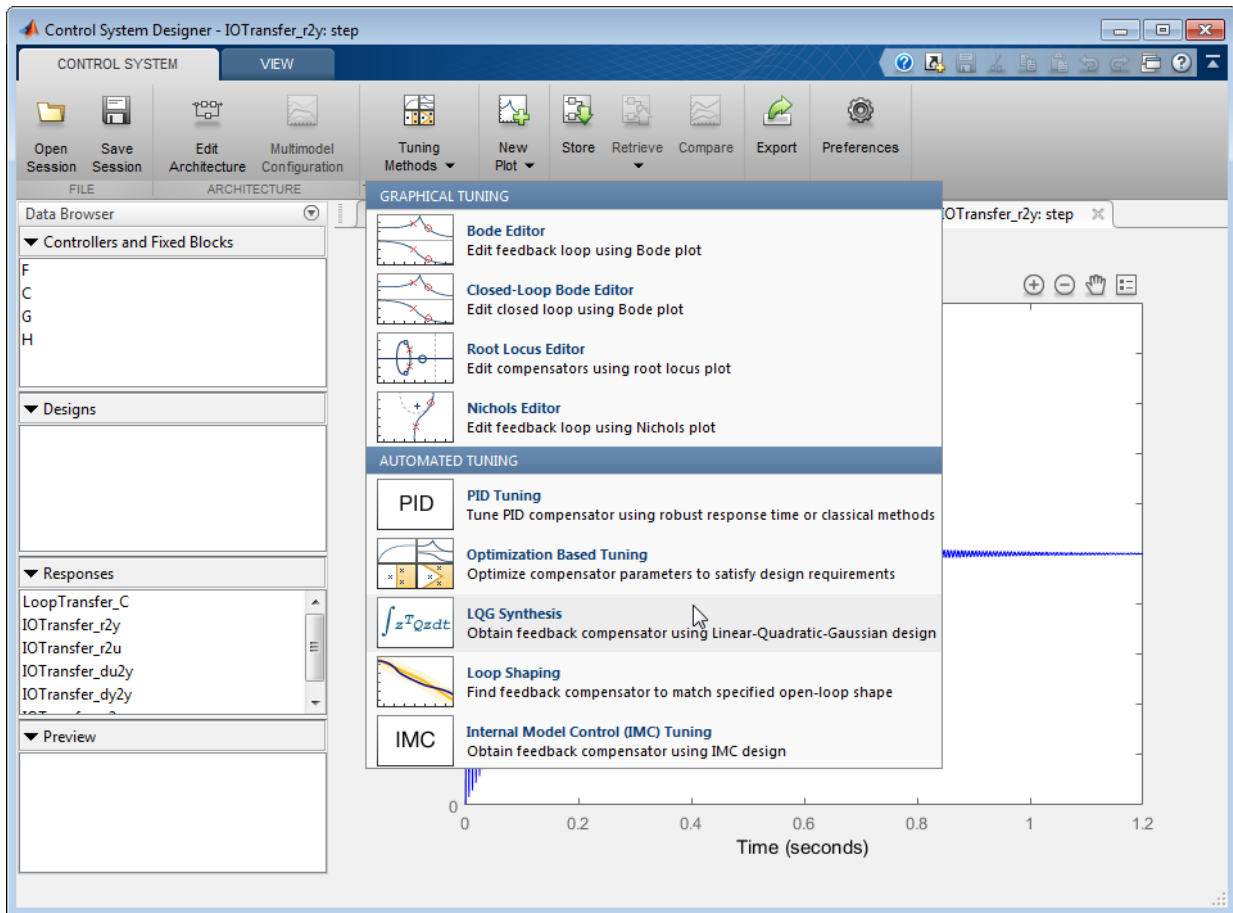 Control System Designer - IOTransfer_r2y: step
CONTROL SYSTEM
VIEW
Open Session
Save Session
Edit Architecture
Multimodel Configuration
Tuning Methods
New Plot
Store
Retrieve
Compare
Export
Preferences
FILE
ARCHITECTURE
Data Browser
Controllers and Fixed Blocks
F
C
G
H
Designs
Responses
LoopTransfer_C
IOTransfer_r2y
IOTransfer_r2u
IOTransfer_du2y
IOTransfer_dy2y
Preview
GRAPHICAL TUNING
Bode Editor
Edit feedback loop using Bode plot
Closed-Loop Bode Editor
Edit closed loop using Bode plot
Root Locus Editor
Edit compensators using root locus plot
Nichols Editor
Edit feedback loop using Nichols plot
AUTOMATED TUNING
PID
PID Tuning
Tune PID compensator using robust response time or classical methods
Optimization Based Tuning
Optimize compensator parameters to satisfy design requirements
∫zᵀQzdt
LQG Synthesis
Obtain feedback compensator using Linear-Quadratic-Gaussian design
Loop Shaping
Find feedback compensator to match specified open-loop shape
IMC
Internal Model Control (IMC) Tuning
Obtain feedback compensator using IMC design
IOTransfer_r2y: step
0
0
0.2
0.4
0.6
0.8
1
1.2
Time (seconds)